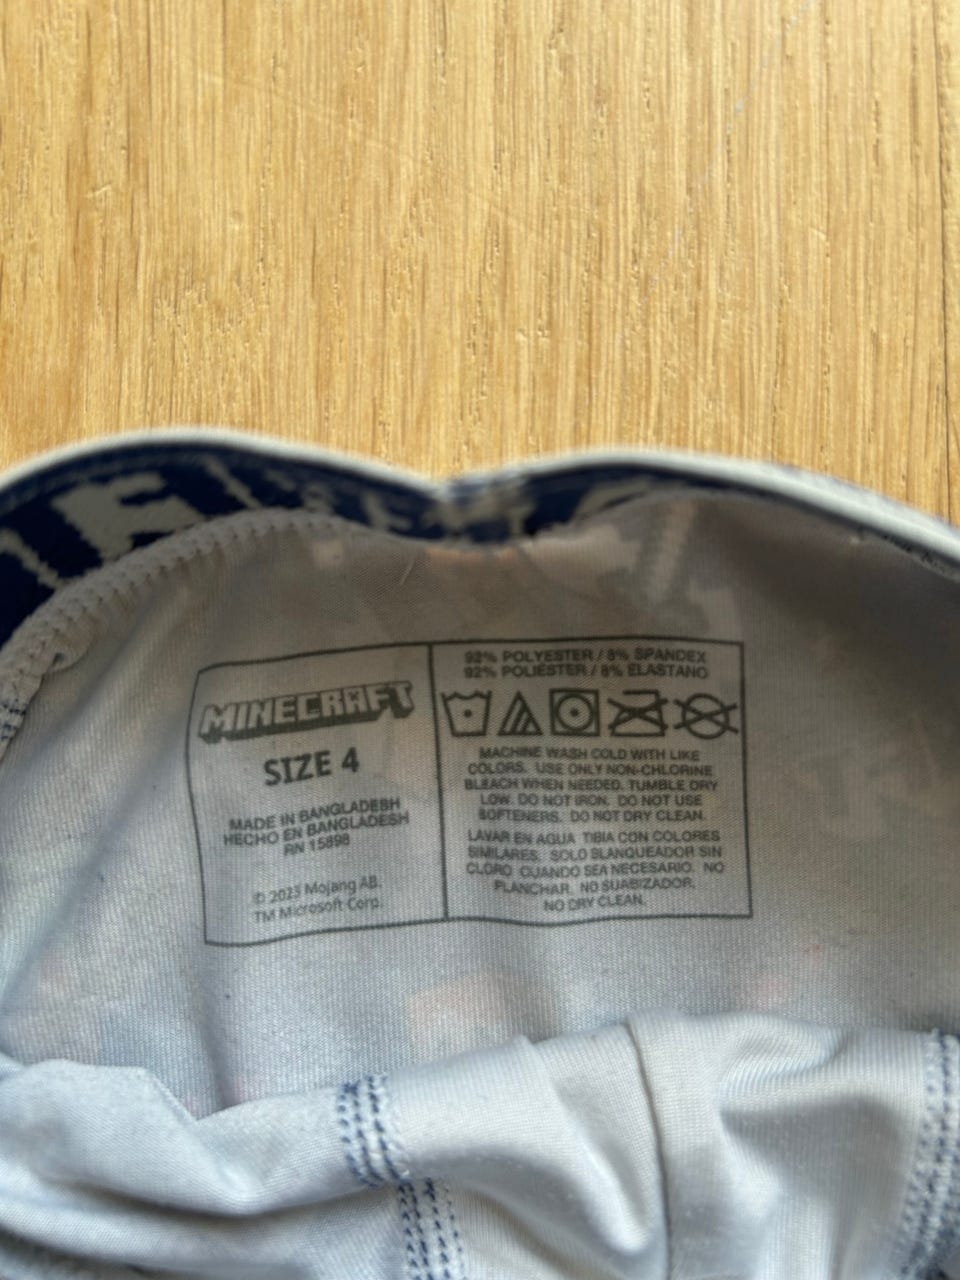 MINECRAFT
SIZE 4
MADE IN BANGLADESH
HECHO EN BANGLADESH
RN 15898
© 2023 Mojang AB.
TM Microsoft Corp.
92% POLYESTER / 8% SPANDEX
92% POLIESTER / 8% ELASTANO
MACHINE WASH COLD WITH LIKE
COLORS. USE ONLY NON-CHLORINE
BLEACH WHEN NEEDED. TUMBLE DRY
LOW. DO NOT IRON. DO NOT USE
SOFTENERS. DO NOT DRY CLEAN.
LAVAR EN AGUA TIBIA CON COLORES
SIMILARES. SOLO BLANQUEADOR SIN
CLORO CUANDO SEA NECESARIO. NO
PLANCHAR. NO SUABIZADOR.
NO DRY CLEAN.